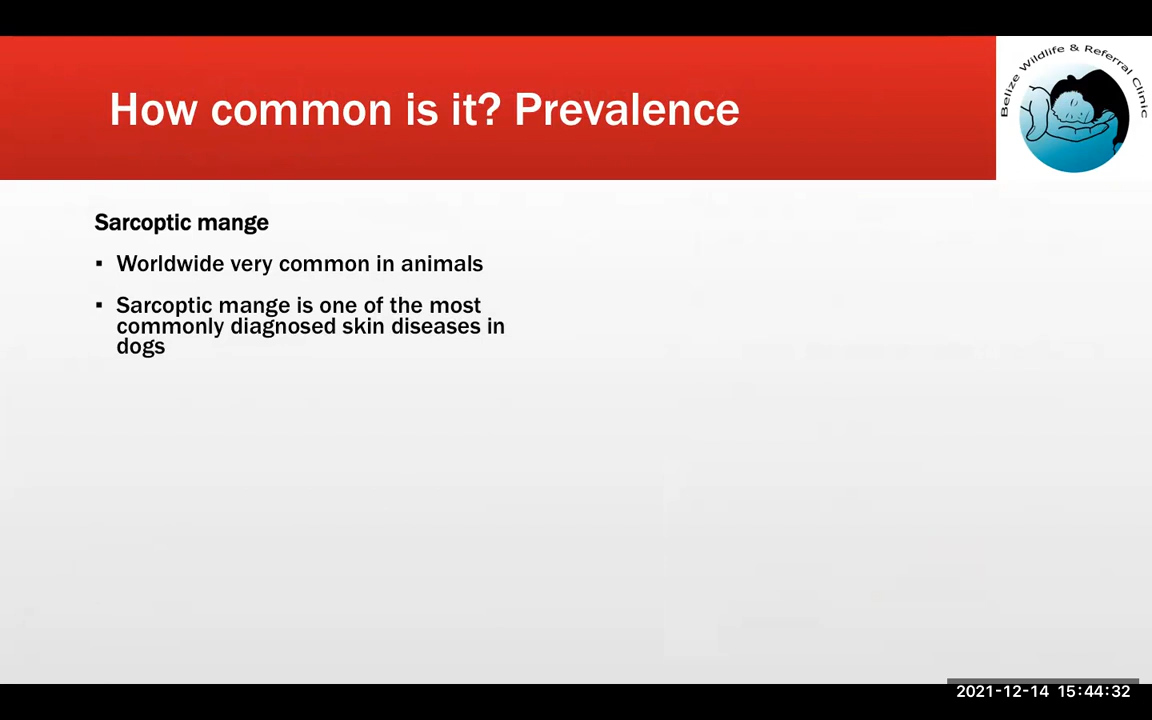 How common is it? Prevalence
Belize Wildlife & Referral Clinic
Sarcoptic mange
▪ Worldwide very common in animals
▪ Sarcoptic mange is one of the most
commonly diagnosed skin diseases in
dogs
2021-12-14 15:44:32